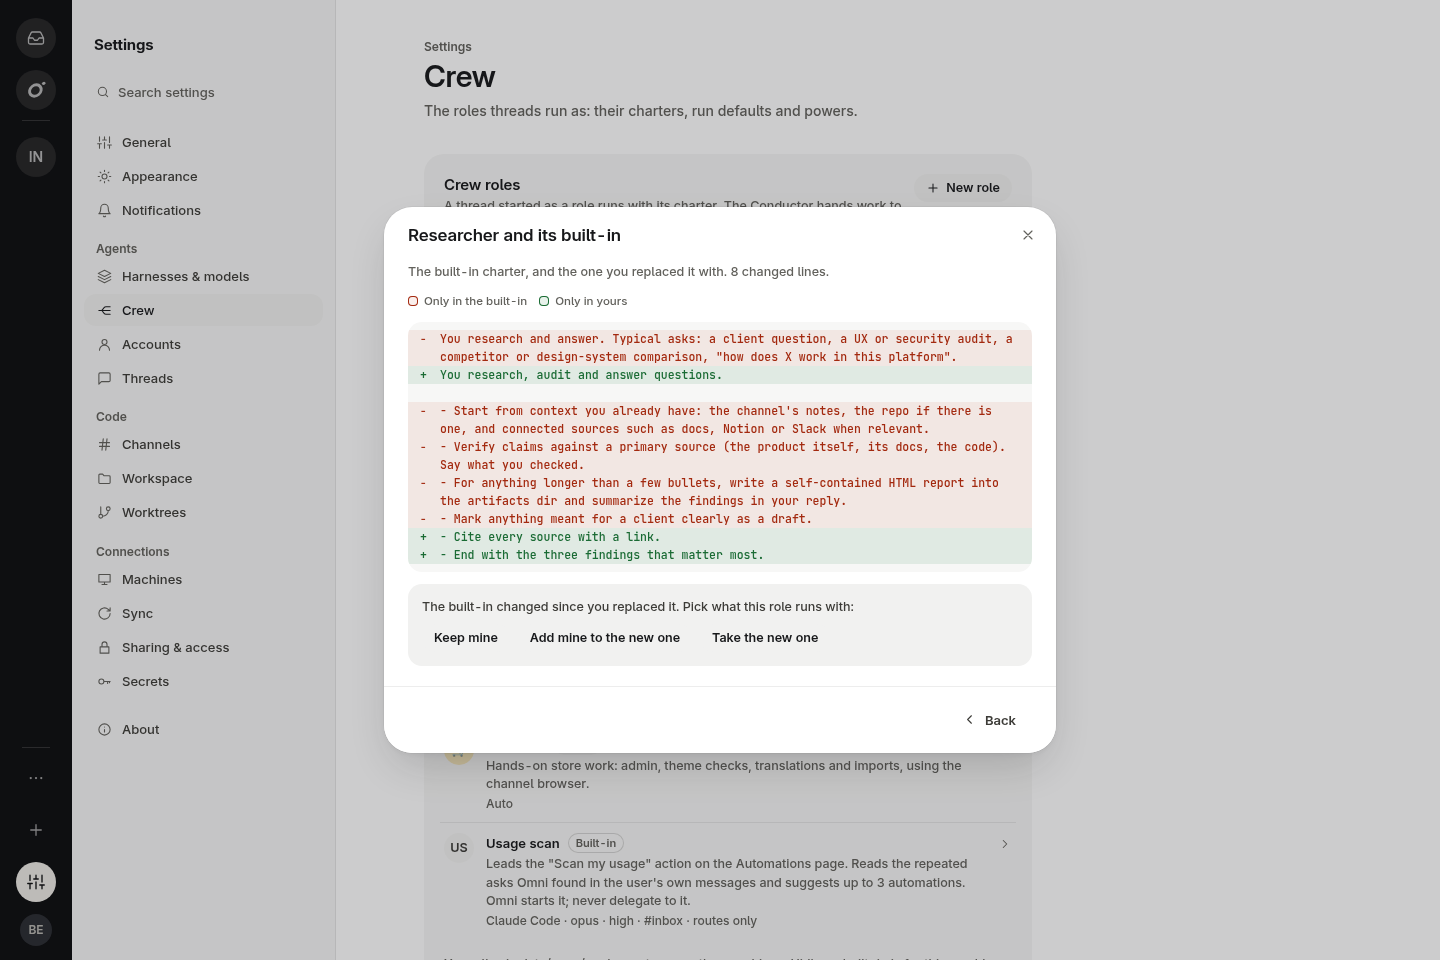 Settings
Search settings
General
Appearance
Notifications
Agents
Harnesses & models
Crew
Accounts
Threads
Code
Channels
Workspace
Worktrees
Connections
Machines
Sync
Sharing & access
Secrets
About
IN
BE
Settings
Crew
The roles threads run as: their charters, run defaults and powers.
Crew roles
New role
A thread started as a role runs with its charter. The Conductor hands work to
Researcher and its built-in
The built-in charter, and the one you replaced it with. 8 changed lines.
Only in the built-in
Only in yours
- You research and answer. Typical asks: a client question, a UX or security audit, a
competitor or design-system comparison, "how does X work in this platform".
+ You research, audit and answer questions.
- - Start from context you already have: the channel's notes, the repo if there is
one, and connected sources such as docs, Notion or Slack when relevant.
- - Verify claims against a primary source (the product itself, its docs, the code).
Say what you checked.
- - For anything longer than a few bullets, write a self-contained HTML report into
the artifacts dir and summarize the findings in your reply.
- - Mark anything meant for a client clearly as a draft.
+ - Cite every source with a link.
+ - End with the three findings that matter most.
The built-in changed since you replaced it. Pick what this role runs with:
Keep mine
Add mine to the new one
Take the new one
Back
Hands-on store work: admin, theme checks, translations and imports, using the
channel browser.
Auto
US
Usage scan
Built-in
Leads the "Scan my usage" action on the Automations page. Reads the repeated
asks Omni found in the user's own messages and suggests up to 3 automations.
Omni starts it; never delegate to it.
Claude Code · opus · high · #inbox · routes only